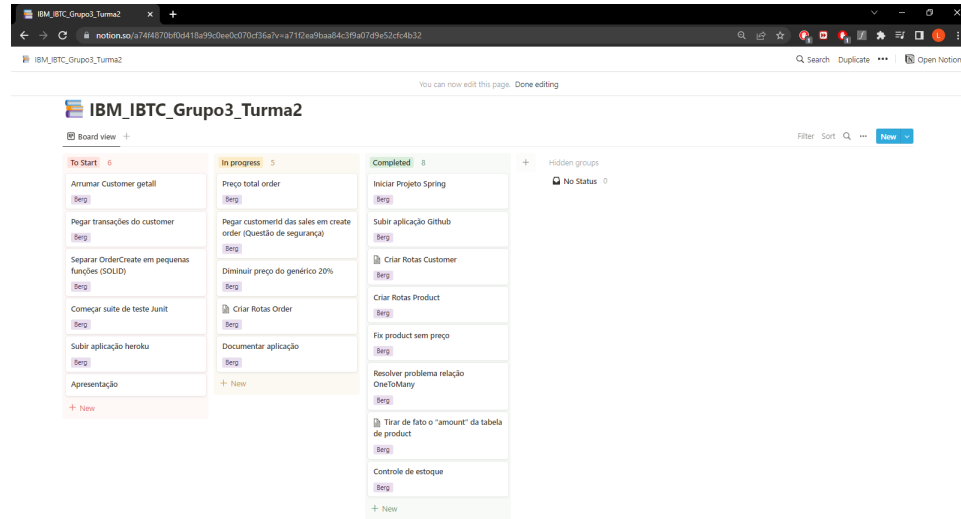 IBM_IBTC_Grupo3_Turma2
notion.so/a74f4870bf0d418a99c0ee0c070cf36a?v=a71f2ea9baa84c3f9a07d9e52cfc4b32
IBM_IBTC_Grupo3_Turma2
Search Duplicate ••• Open Notion
You can now edit this page. Done editing
IBM_IBTC_Grupo3_Turma2
Board view +
Filter Sort ••• New
To Start 6
Arrumar Customer getall
Berg
Pegar transações do customer
Berg
Separar OrderCreate em pequenas
funções (SOLID)
Berg
Começar suite de teste Junit
Berg
Subir aplicação heroku
Berg
Apresentação
+ New
In progress 5
Preço total order
Berg
Pegar customerId das sales em create
order (Questão de segurança)
Berg
Diminuir preço do genérico 20%
Berg
Criar Rotas Order
Berg
Documentar aplicação
Berg
+ New
Completed 8
Iniciar Projeto Spring
Berg
Subir aplicação Github
Berg
Criar Rotas Customer
Berg
Criar Rotas Product
Berg
Fix product sem preço
Berg
Resolver problema relação
OneToMany
Berg
Tirar de fato o "amount" da tabela
de product
Berg
Controle de estoque
Berg
+ New
+ Hidden groups
No Status 0